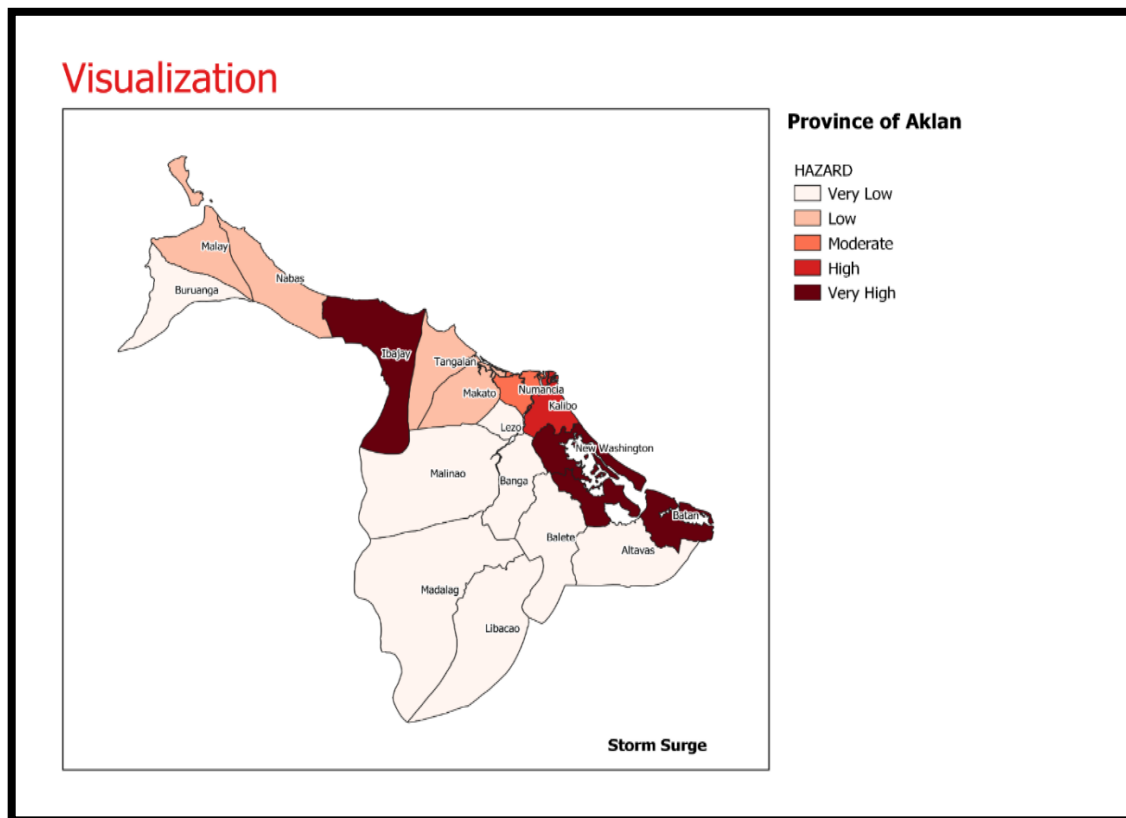 Visualization
Province of Aklan
HAZARD
Very Low
Low
Moderate
High
Very High
Malay
Nabas
Buruanga
Ibajay
Tangalan
Numancia
Makato
Kalibo
Lezo
New Washington
Malinao
Banga
Batan
Balete
Altavas
Madalag
Libacao
Storm Surge